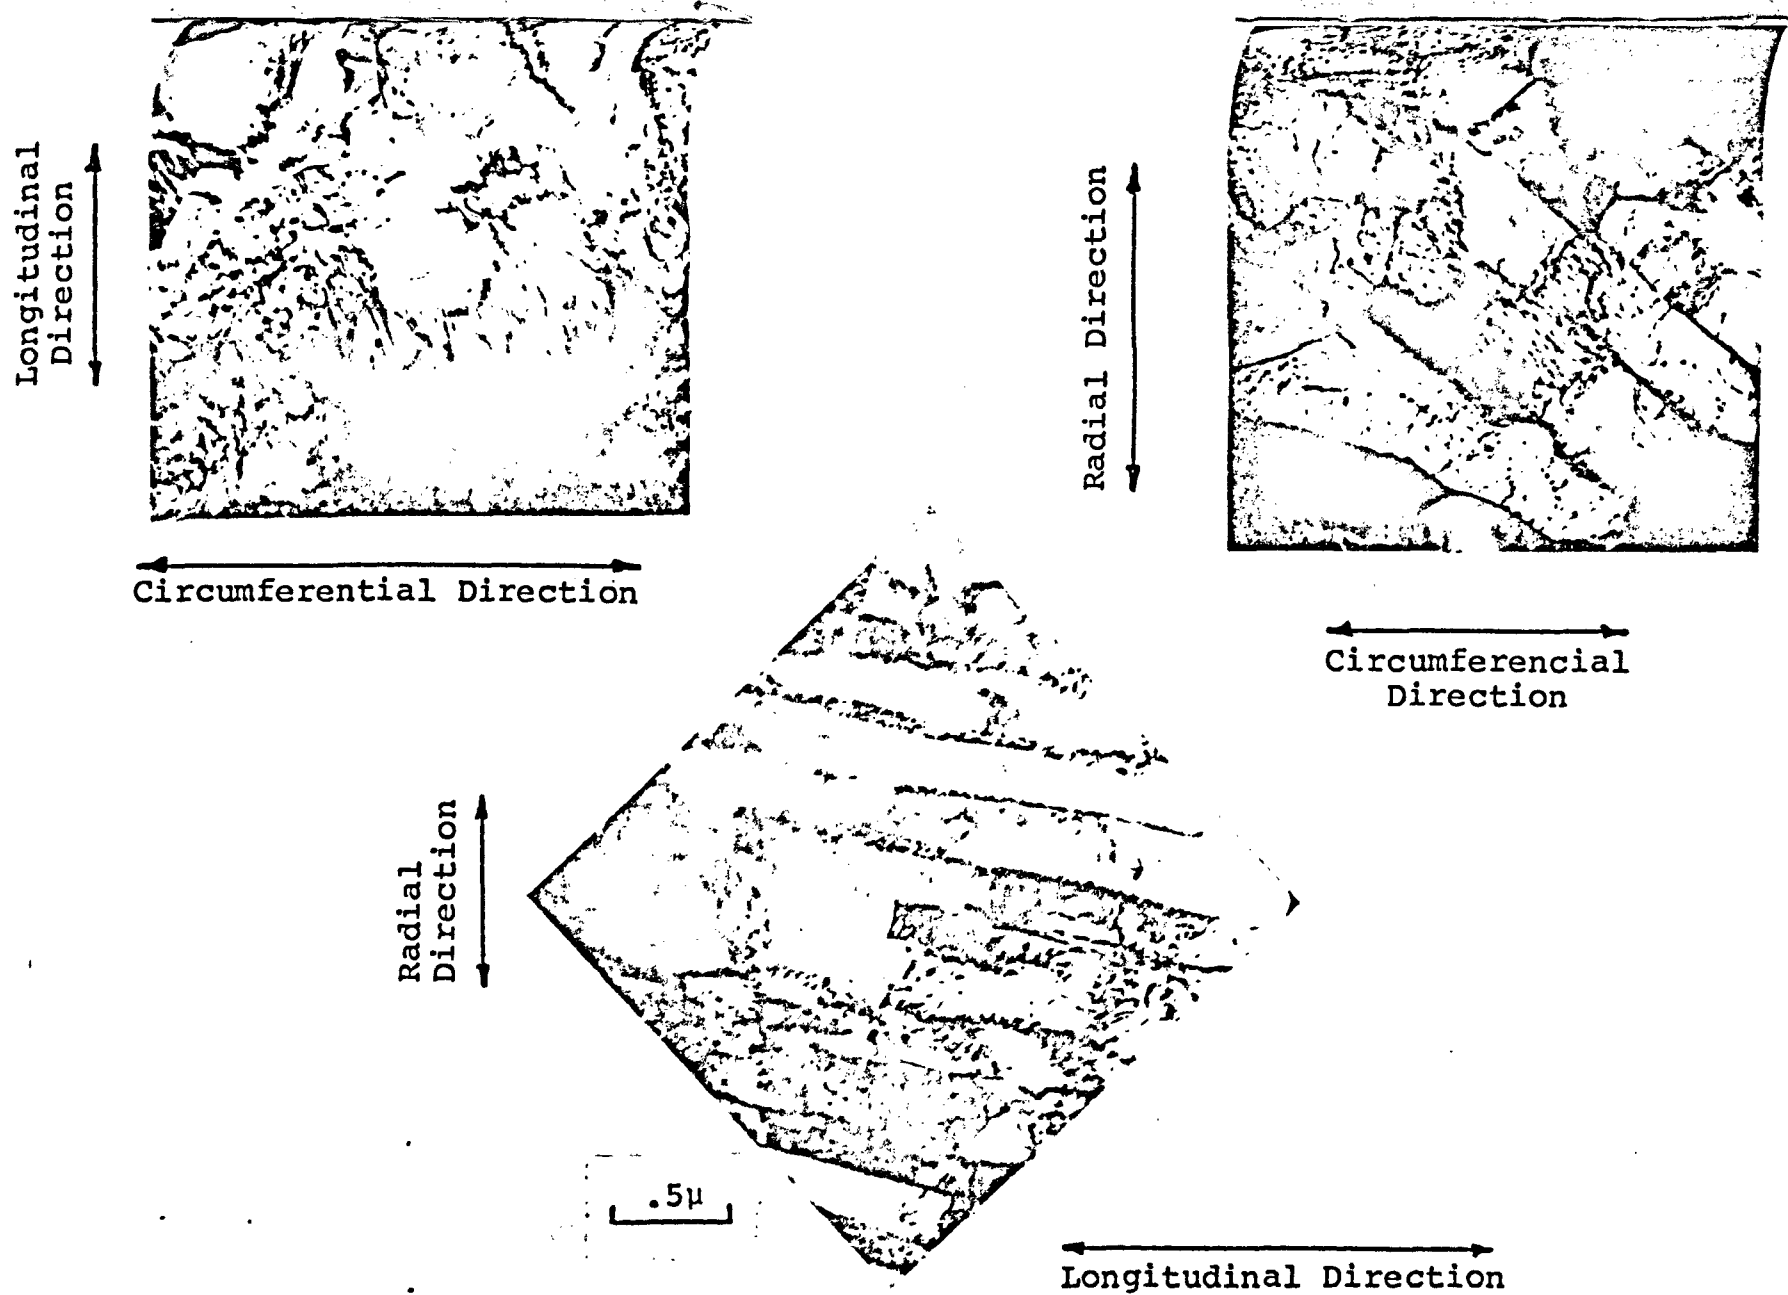 Longitudinal
Direction
Circumferential Direction
Radial Direction
Circumferencial
Direction
Radial
Direction
.5µ
Longitudinal Direction